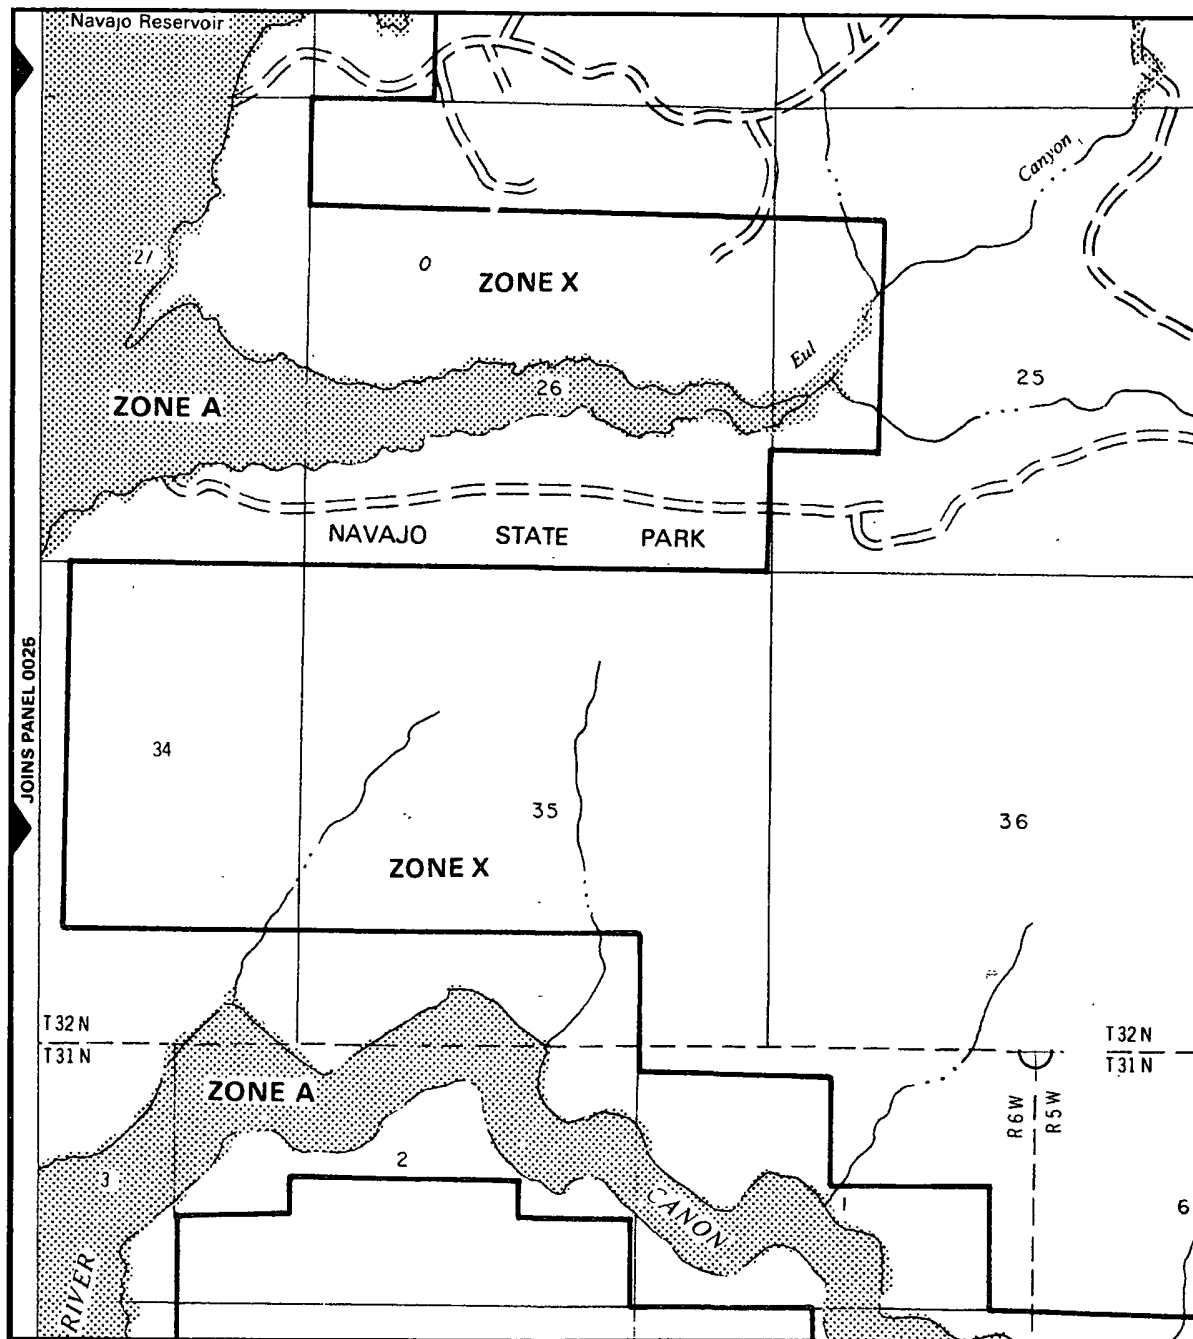 Navajo Reservoir
Canyon
27
ZONE X
Eul
26
25
ZONE A
NAVAJO STATE PARK
JOINS PANEL 0025
34
35
36
ZONE X
T32N
T31N
T32N
T31N
ZONE A
R6W
R5W
3
2
CANON
1
6
RIVER